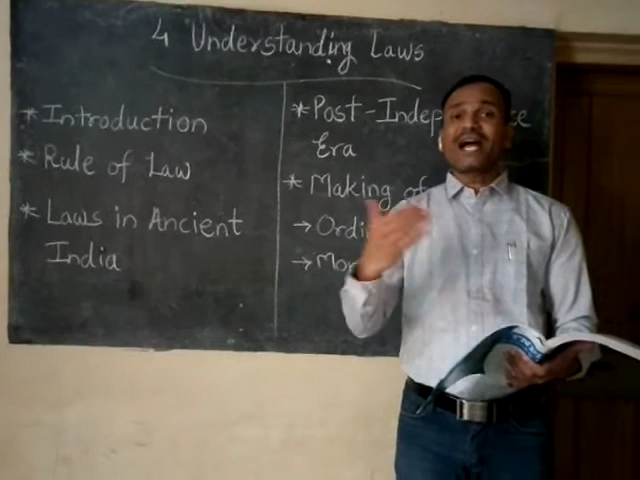 4 Understanding Laws
* Introduction
* Rule of Law
* Laws in Ancient
India
* Post-Indep
Era
* Making of
→ Ordi
→ Mo